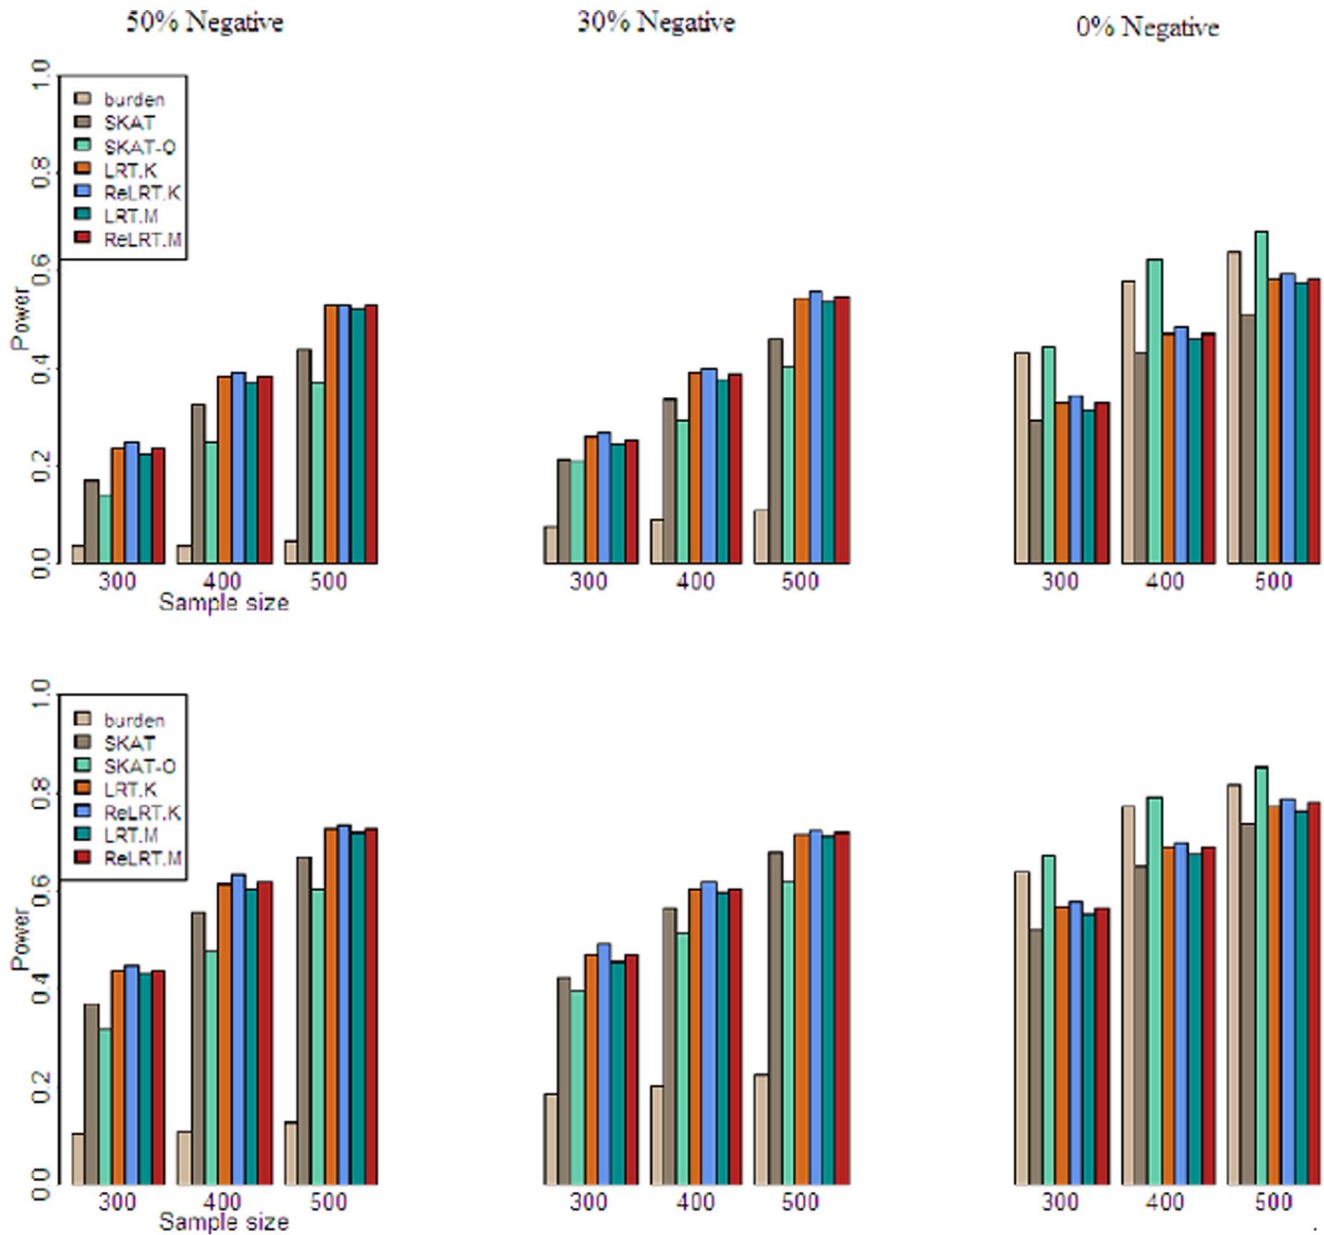 50% Negative
30% Negative
0% Negative
1.0
0.8
0.6
0.4
0.2
0.0
Power
burden
SKAT
SKAT-O
LRT.K
ReLRT.K
LRT.M
ReLRT.M
300 400 500
Sample size
300 400 500
300 400 500
1.0
0.8
0.6
0.4
0.2
0.0
Power
burden
SKAT
SKAT-O
LRT.K
ReLRT.K
LRT.M
ReLRT.M
300 400 500
Sample size
300 400 500
300 400 500